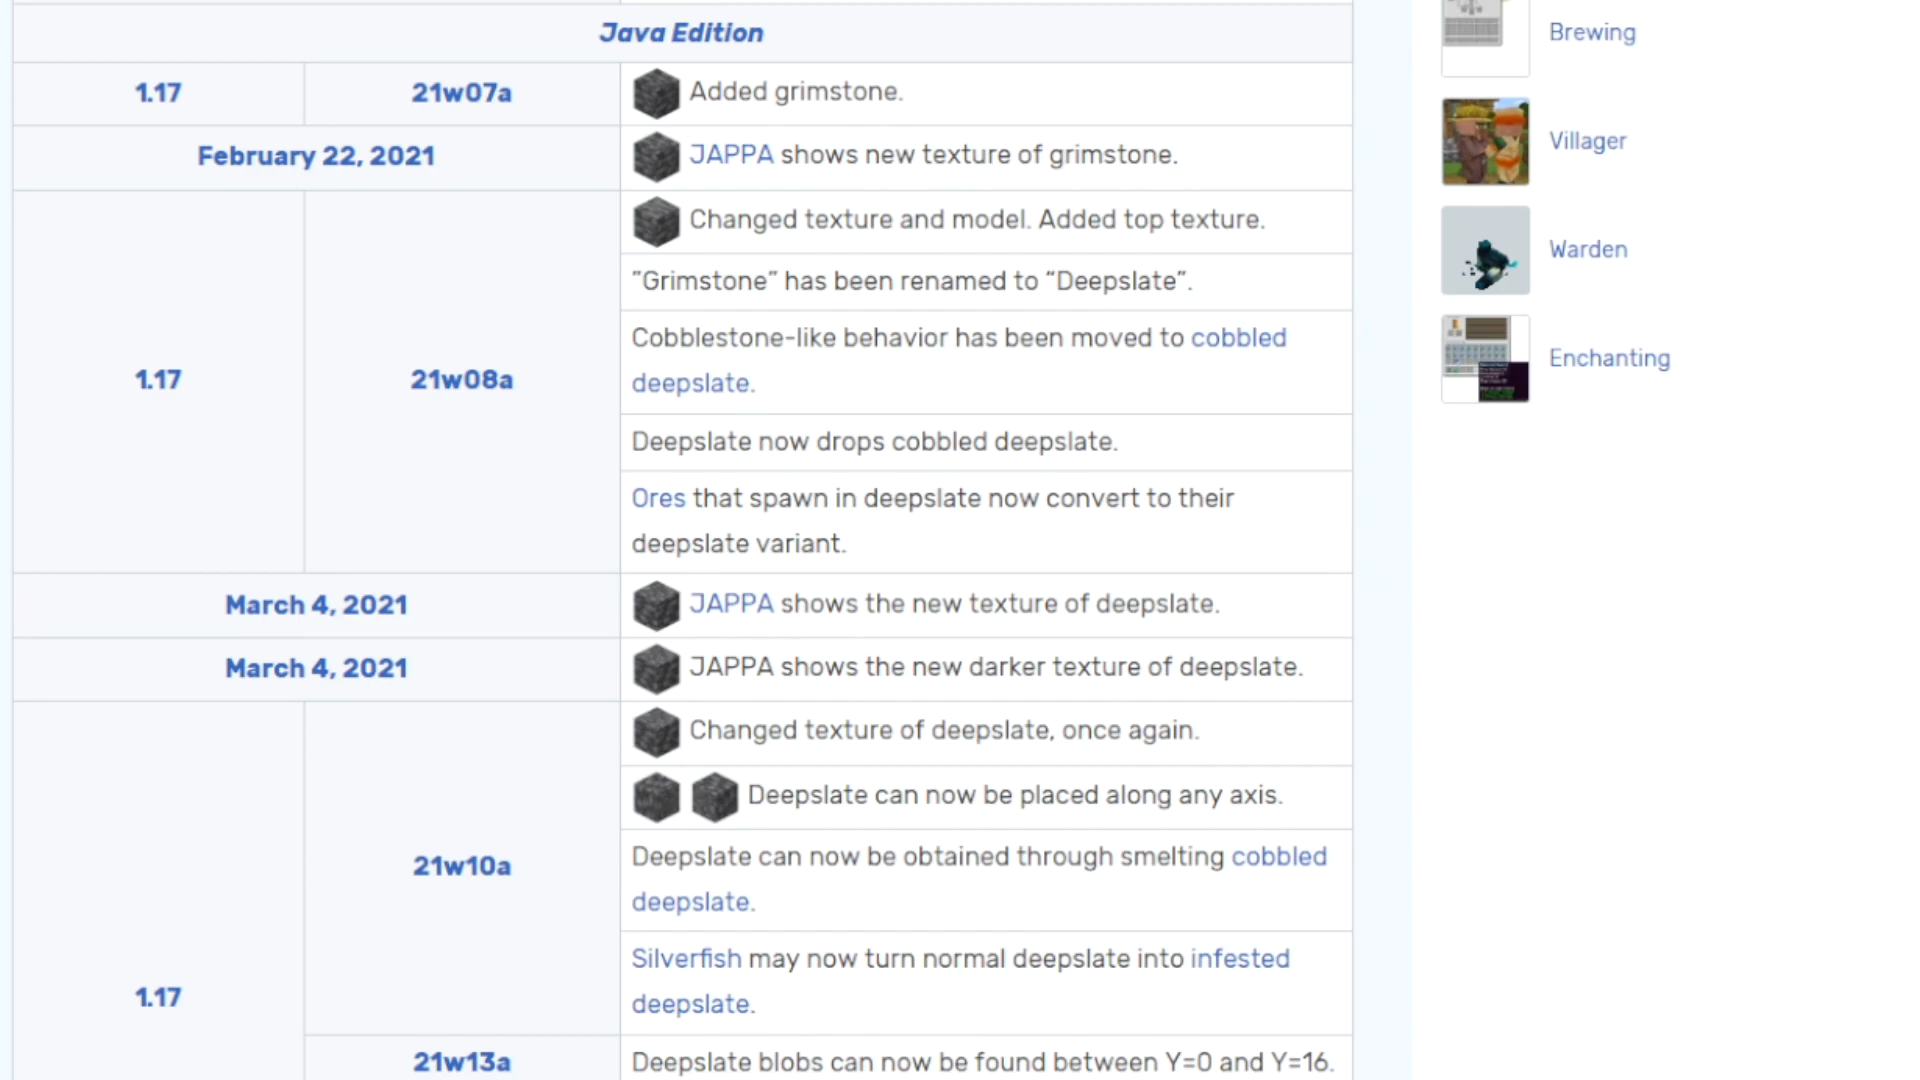 Java Edition
1.17
21w07a
Added grimstone.
February 22, 2021
JAPPA shows new texture of grimstone.
1.17
21w08a
Changed texture and model. Added top texture.
"Grimstone” has been renamed to “Deepslate”.
Cobblestone-like behavior has been moved to cobbled
deepslate.
Deepslate now drops cobbled deepslate.
Ores that spawn in deepslate now convert to their
deepslate variant.
March 4, 2021
JAPPA shows the new texture of deepslate.
March 4, 2021
JAPPA shows the new darker texture of deepslate.
1.17
21w10a
Changed texture of deepslate, once again.
Deepslate can now be placed along any axis.
Deepslate can now be obtained through smelting cobbled
deepslate.
Silverfish may now turn normal deepslate into infested
deepslate.
21w13a
Deepslate blobs can now be found between Y=0 and Y=16.
Brewing
Villager
Warden
Enchanting